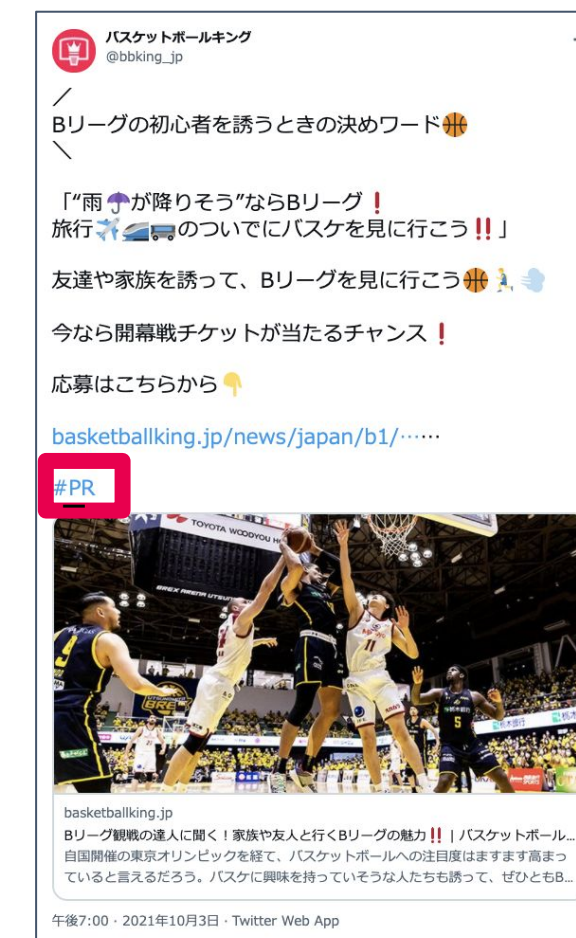 バスケットボールキング
@bbking_jp
／
Bリーグの初心者を誘うときの決めワード🏀
＼
「“雨☂️が降りそう”ならBリーグ❗
旅行✈️🚄🚌のついでにバスケを見に行こう‼️」
友達や家族を誘って、Bリーグを見に行こう🏀🏃💨
今なら開幕戦チケットが当たるチャンス❗
応募はこちらから👇
basketballking.jp/news/japan/b1/……
#PR
TOYOTA WOODYOU H
BREX ARENA UTSUN
BRE
9
11
5
basketballking.jp
Bリーグ観戦の達人に聞く！家族や友人と行くBリーグの魅力‼️ | バスケットボール...
自国開催の東京オリンピックを経て、バスケットボールへの注目度はますます高まっ
ていると言えるだろう。バスケに興味を持っていそうな人たちも誘って、ぜひともB...
午後7:00 · 2021年10月3日 · Twitter Web App